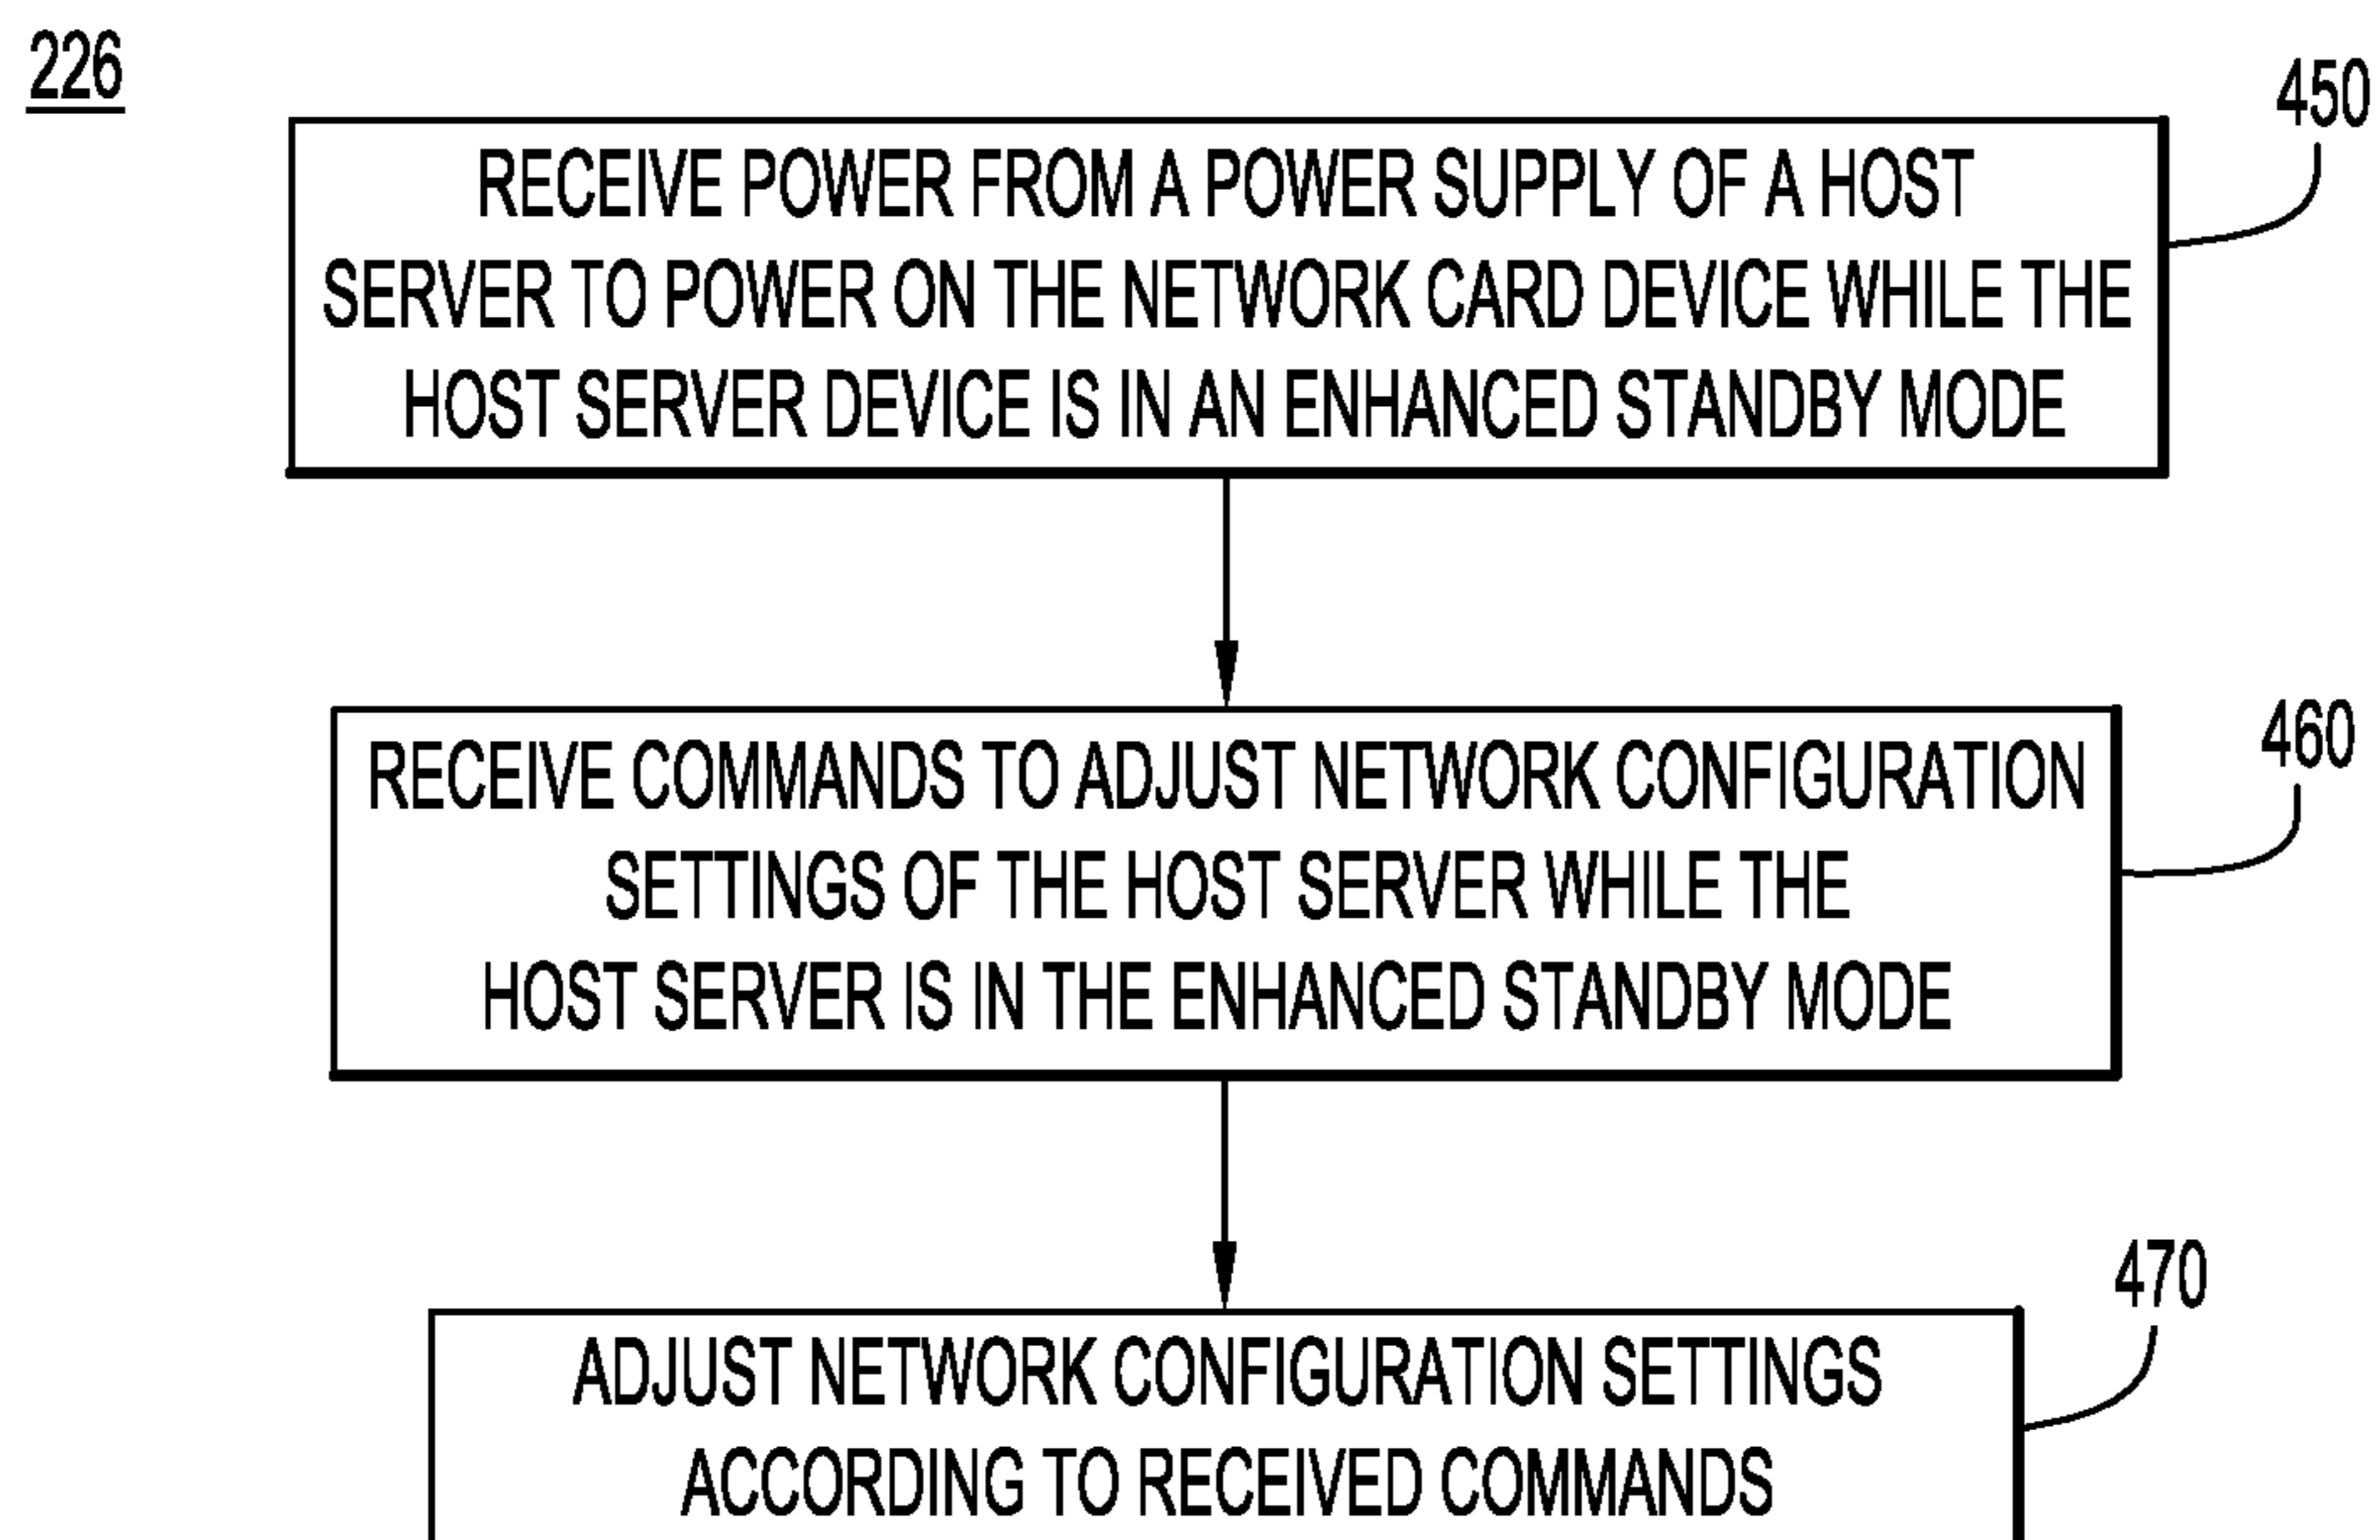 226
450
RECEIVE POWER FROM A POWER SUPPLY OF A HOST
SERVER TO POWER ON THE NETWORK CARD DEVICE WHILE THE
HOST SERVER DEVICE IS IN AN ENHANCED STANDBY MODE
460
RECEIVE COMMANDS TO ADJUST NETWORK CONFIGURATION
SETTINGS OF THE HOST SERVER WHILE THE
HOST SERVER IS IN THE ENHANCED STANDBY MODE
470
ADJUST NETWORK CONFIGURATION SETTINGS
ACCORDING TO RECEIVED COMMANDS